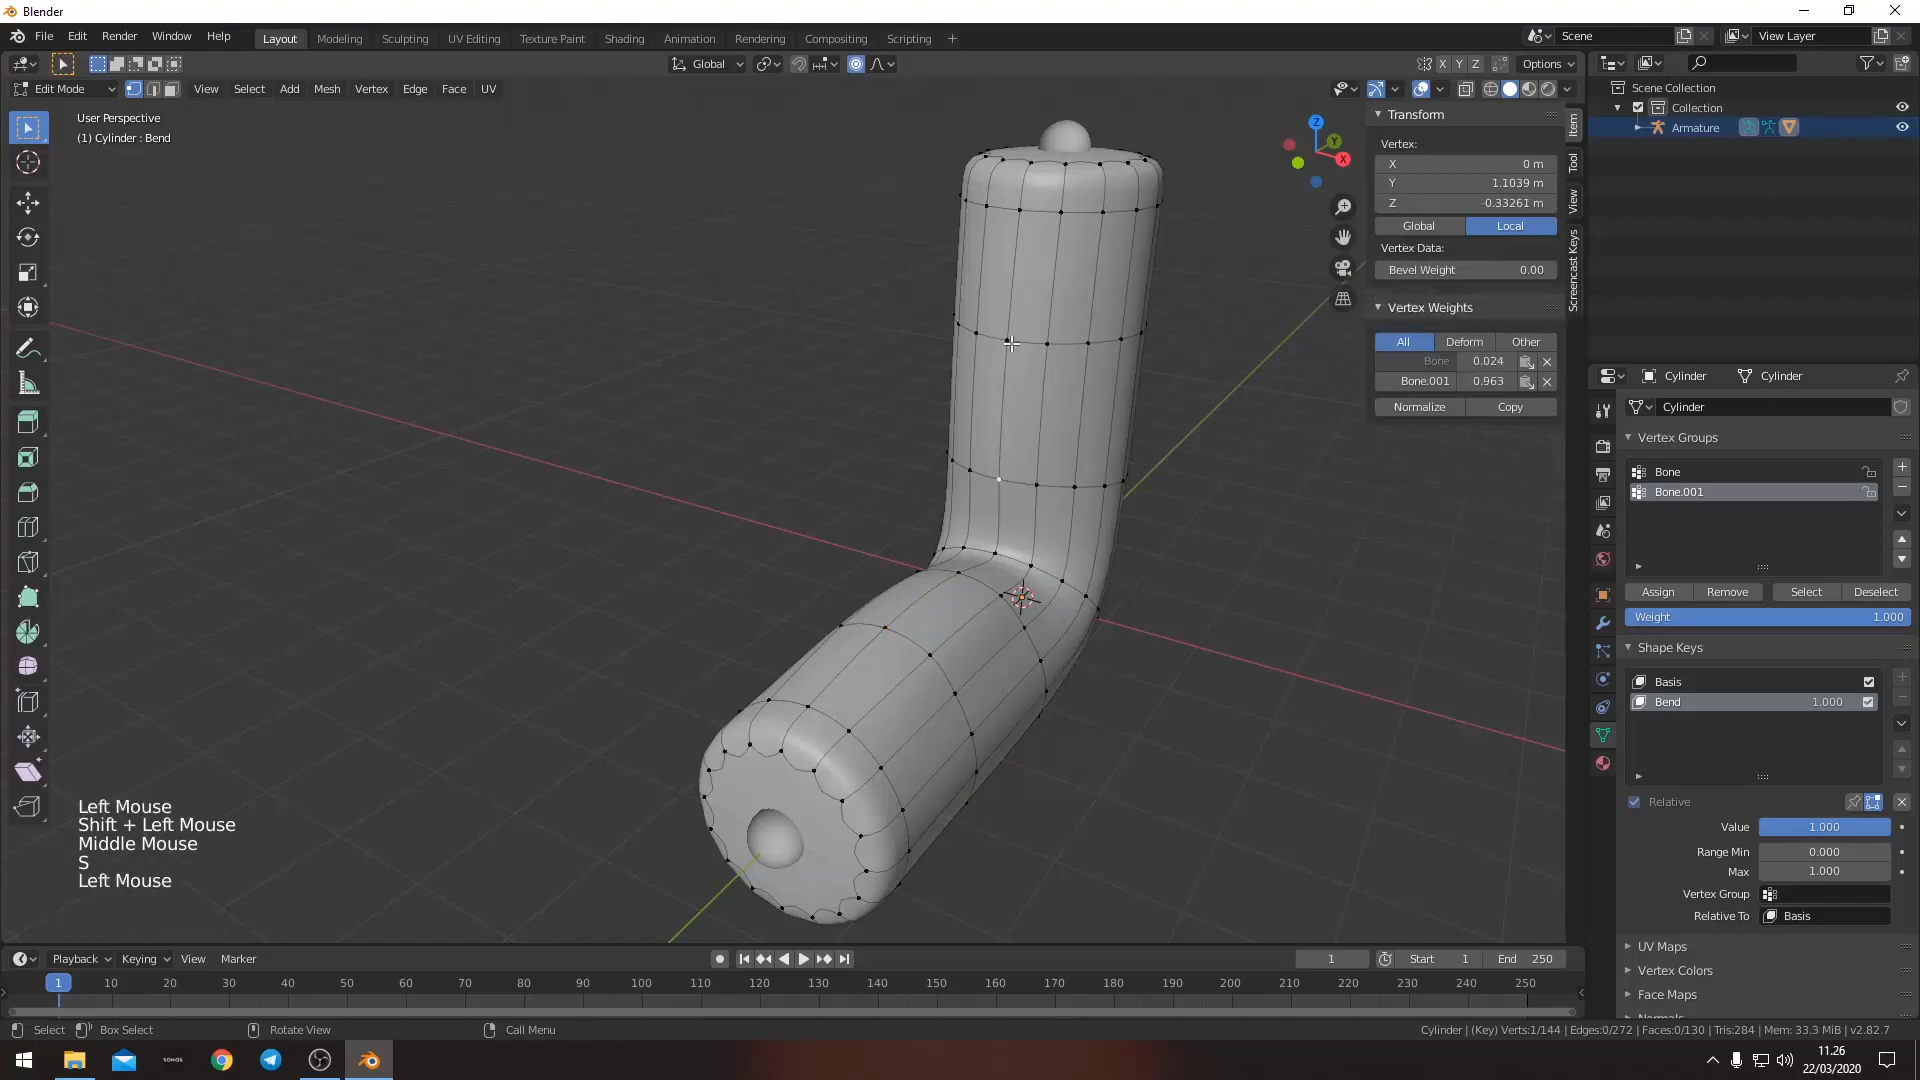 Blender
File Edit Render Window Help
Layout Modeling Sculpting UV Editing Texture Paint Shading Animation Rendering Compositing Scripting +
Scene
View Layer
Global
X Y Z
Options
Edit Mode
View Select Add Mesh Vertex Edge Face UV
User Perspective
(1) Cylinder : Bend
Z
Y
X
Transform
Vertex:
X 0 m
Y 1.1039 m
Z -0.33261 m
Global Local
Vertex Data:
Bevel Weight 0.00
Vertex Weights
All Deform Other
Bone 0.024
Bone.001 0.963
Normalize Copy
Item
Tool
View
Screencast Keys
Scene Collection
Collection
Armature
Cylinder Cylinder
Cylinder
Vertex Groups
Bone
Bone.001
Assign Remove Select Deselect
Weight 1.000
Shape Keys
Basis
Bend 1.000
Relative
Value 1.000
Range Min 0.000
Max 1.000
Vertex Group
Relative To Basis
UV Maps
Vertex Colors
Face Maps
Normals
Left Mouse
Shift + Left Mouse
Middle Mouse
S
Left Mouse
Playback Keying View Marker
1
Start 1
End 250
1 10 20 30 40 50 60 70 80 90 100 110 120 130 140 150 160 170 180 190 200 210 220 230 240 250
Select Box Select Rotate View Call Menu
Cylinder | (Key) Verts:1/144 | Edges:0/272 | Faces:0/130 | Tris:284 | Mem: 33.3 MiB | v2.82.7
SONOS
11.26
22/03/2020